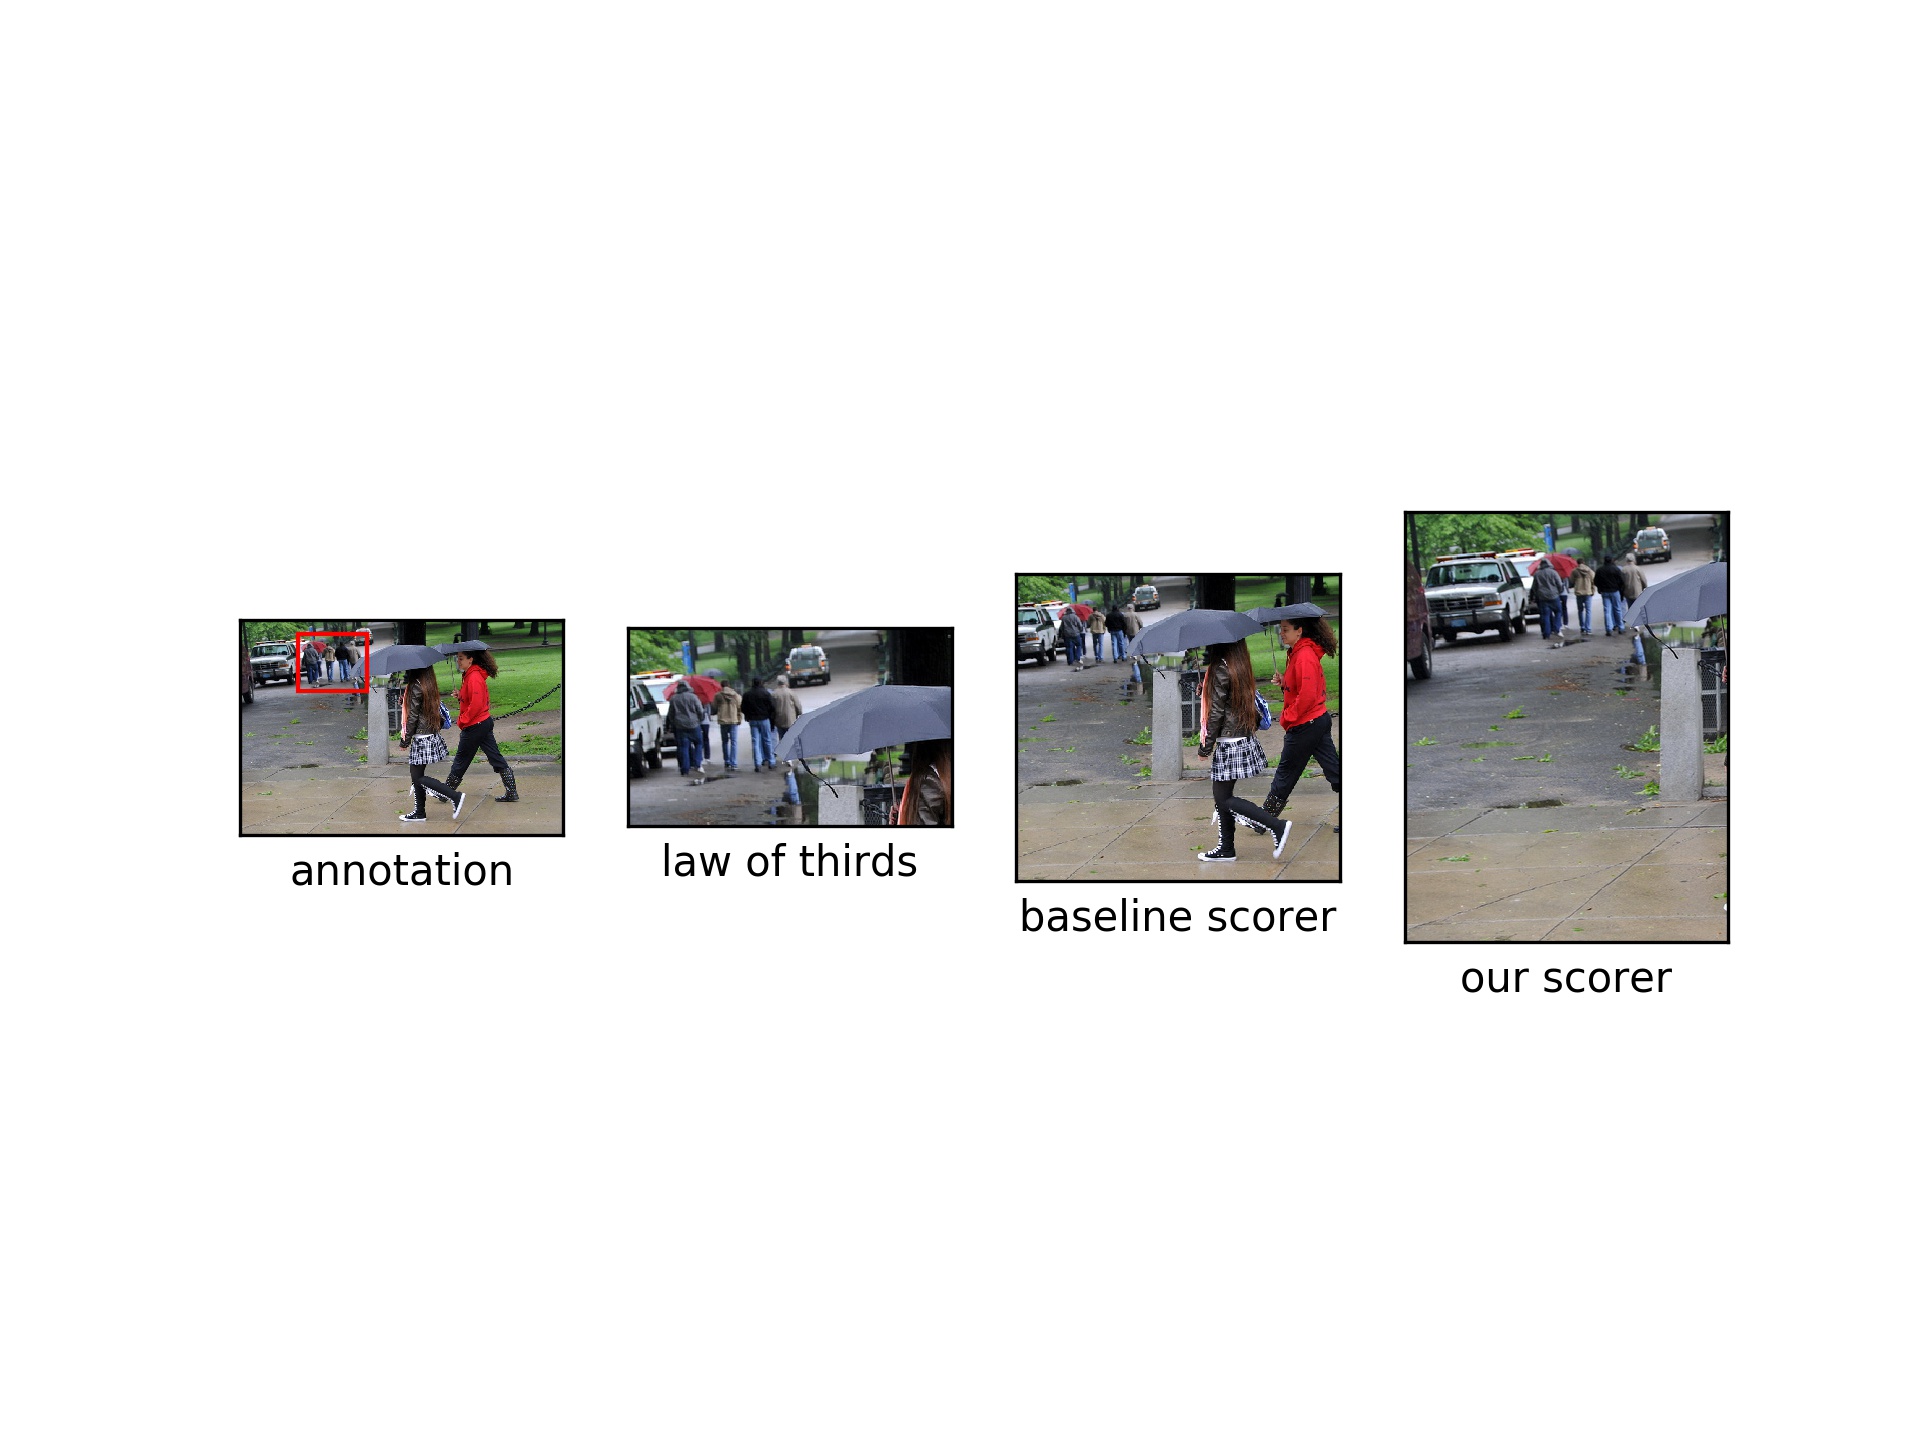 annotation
law of thirds
baseline scorer
our scorer